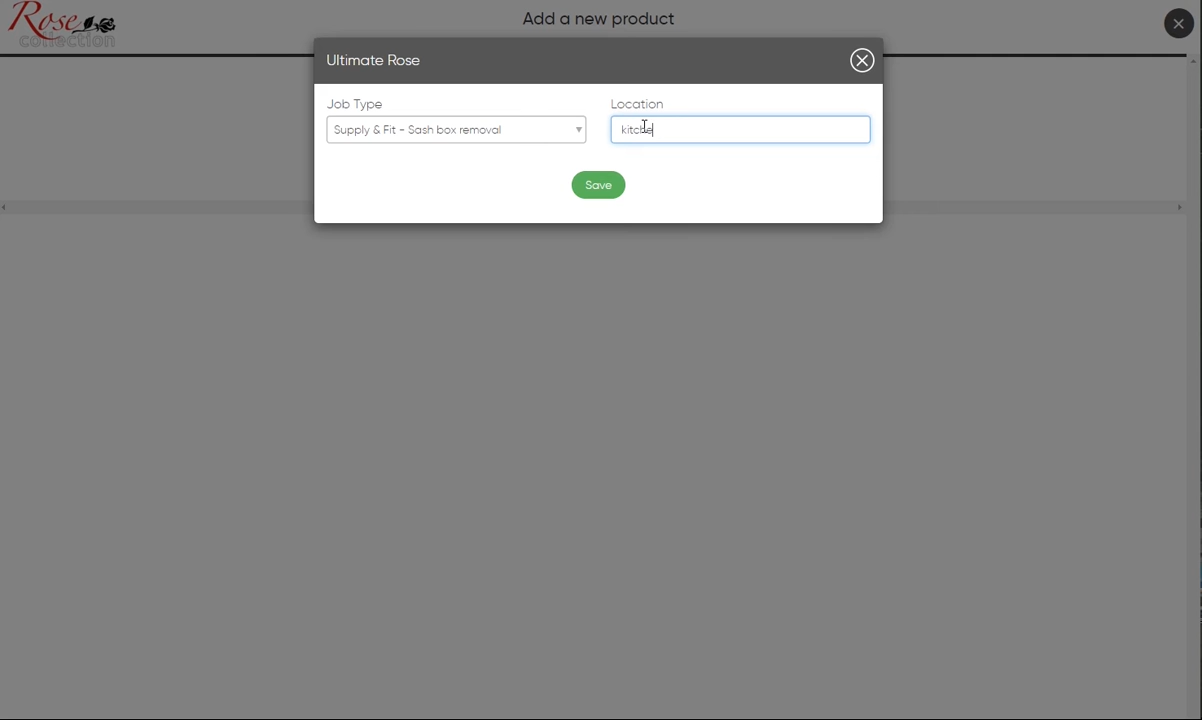 Rose
collection
Add a new product
Ultimate Rose
Job Type
Location
Supply & Fit - Sash box removal
kitche
Save